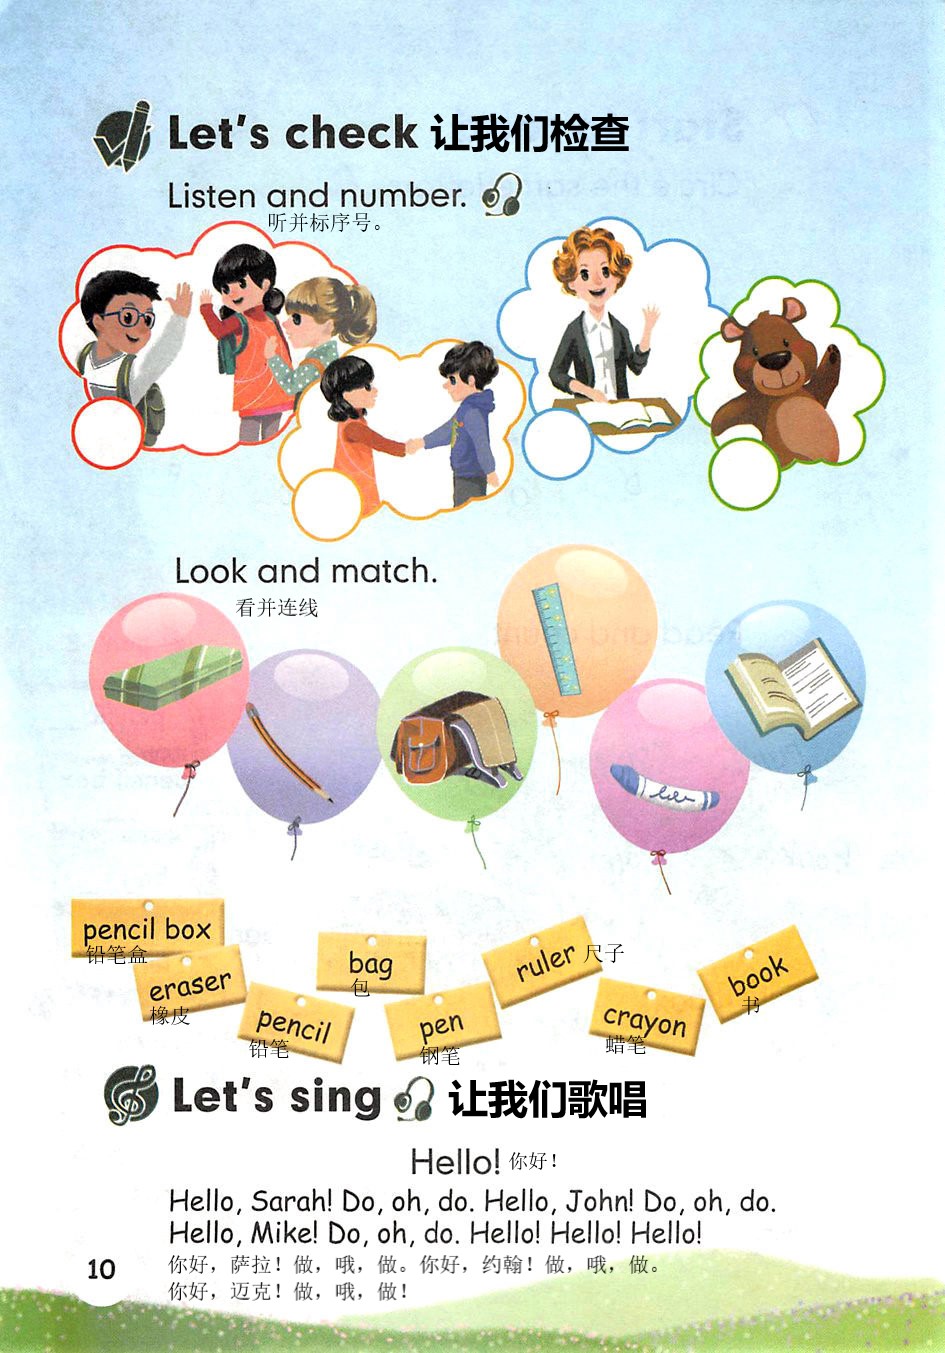 Let's check 让我们检查
Listen and number.
听并标序号。
Look and match.
看并连线
pencil box
铅笔盒
eraser
橡皮
pencil
铅笔
bag
包
pen
钢笔
ruler 尺子
crayon
蜡笔
book
书
Let's sing 让我们歌唱
Hello! 你好!
Hello, Sarah! Do, oh, do. Hello, John! Do, oh, do.
Hello, Mike! Do, oh, do. Hello! Hello! Hello!
你好，萨拉！做，哦，做。你好，约翰！做，哦，做。
你好，迈克！做，哦，做！
10